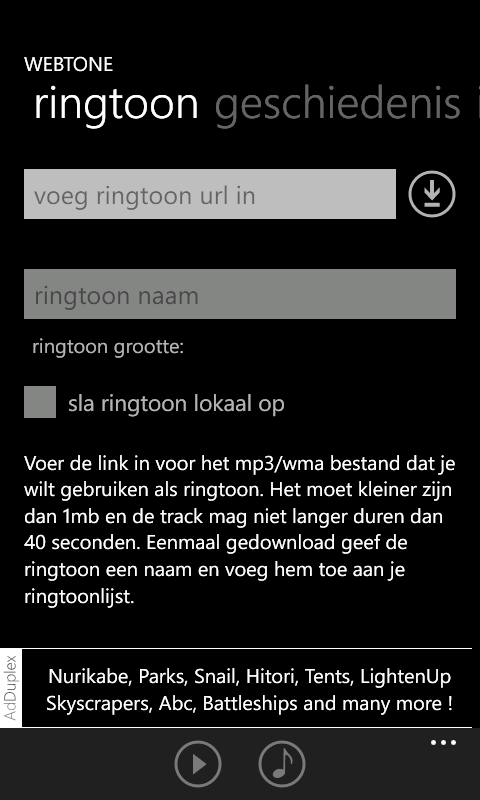 WEBTONE
ringtoon geschiedenis i
voeg ringtoon url in
ringtoon naam
ringtoon grootte:
sla ringtoon lokaal op
Voer de link in voor het mp3/wma bestand dat je
wilt gebruiken als ringtoon. Het moet kleiner zijn
dan 1mb en de track mag niet langer duren dan
40 seconden. Eenmaal gedownload geef de
ringtoon een naam en voeg hem toe aan je
ringtoonlijst.
AdDuplex
Nurikabe, Parks, Snail, Hitori, Tents, LightenUp
Skyscrapers, Abc, Battleships and many more !